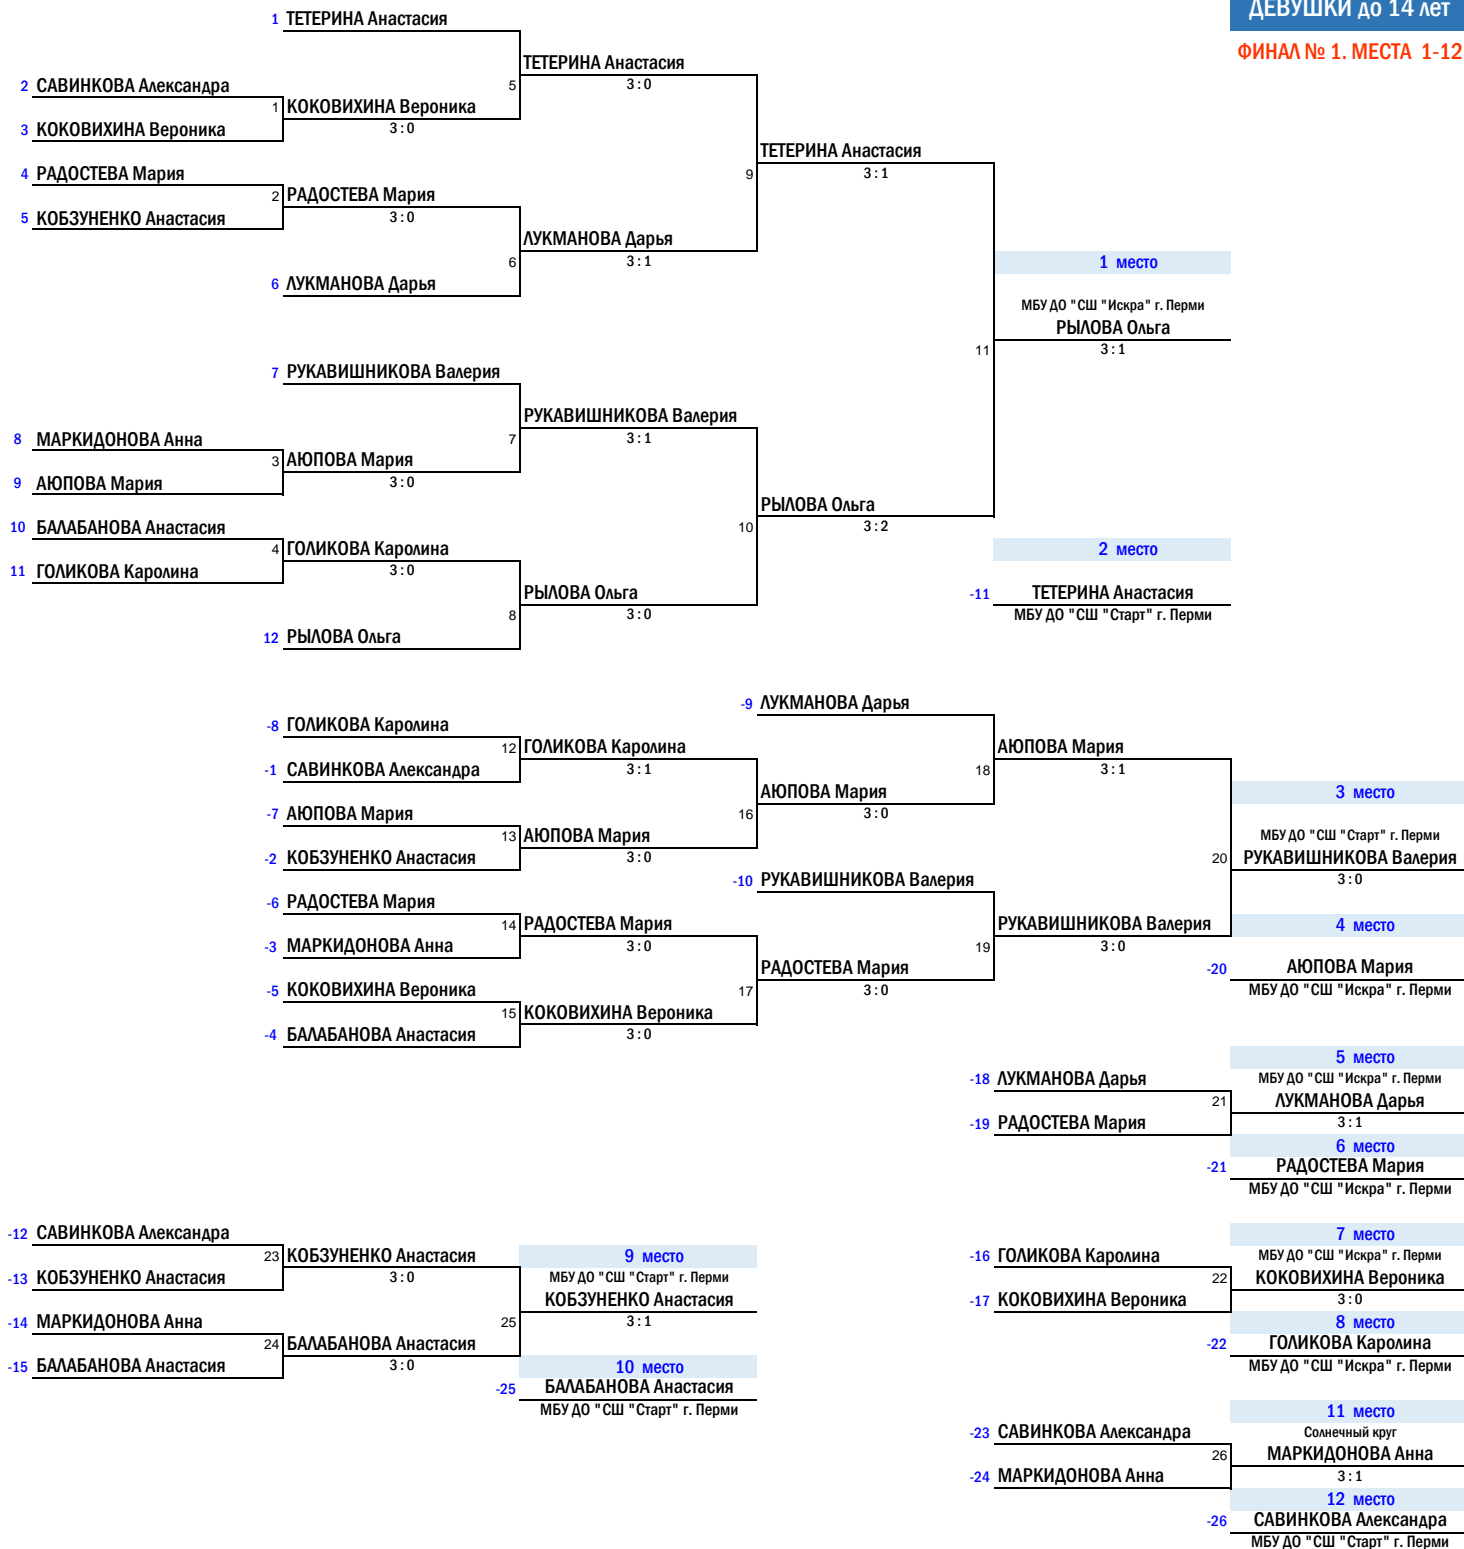 ДЕВУШКИ до 14 лет
ФИНАЛ № 1. МЕСТА 1-12
1 ТЕТЕРИНА Анастасия
ТЕТЕРИНА Анастасия
5 3 : 0
2 САВИНКОВА Александра
1 КОКОВИХИНА Вероника
3 : 0
3 КОКОВИХИНА Вероника
ТЕТЕРИНА Анастасия
9 3 : 1
4 РАДОСТЕВА Мария
2 РАДОСТЕВА Мария
3 : 0
5 КОБЗУНЕНКО Анастасия
ЛУКМАНОВА Дарья
6 3 : 1
6 ЛУКМАНОВА Дарья
1 место
МБУ ДО "СШ "Искра" г. Перми
РЫЛОВА Ольга
11 3 : 1
7 РУКАВИШНИКОВА Валерия
РУКАВИШНИКОВА Валерия
7 3 : 1
8 МАРКИДОНОВА Анна
3 АЮПОВА Мария
3 : 0
9 АЮПОВА Мария
РЫЛОВА Ольга
10 3 : 2
10 БАЛАБАНОВА Анастасия
4 ГОЛИКОВА Каролина
3 : 0
11 ГОЛИКОВА Каролина
РЫЛОВА Ольга
8 3 : 0
12 РЫЛОВА Ольга
2 место
-11 ТЕТЕРИНА Анастасия
МБУ ДО "СШ "Старт" г. Перми
-9 ЛУКМАНОВА Дарья
-8 ГОЛИКОВА Каролина
12 ГОЛИКОВА Каролина
3 : 1
-1 САВИНКОВА Александра
АЮПОВА Мария
18 3 : 1
АЮПОВА Мария
16 3 : 0
-7 АЮПОВА Мария
13 АЮПОВА Мария
3 : 0
-2 КОБЗУНЕНКО Анастасия
3 место
МБУ ДО "СШ "Старт" г. Перми
20 РУКАВИШНИКОВА Валерия
3 : 0
-10 РУКАВИШНИКОВА Валерия
-6 РАДОСТЕВА Мария
14 РАДОСТЕВА Мария
3 : 0
-3 МАРКИДОНОВА Анна
РУКАВИШНИКОВА Валерия
19 3 : 0
4 место
-20 АЮПОВА Мария
МБУ ДО "СШ "Искра" г. Перми
РАДОСТЕВА Мария
17 3 : 0
-5 КОКОВИХИНА Вероника
15 КОКОВИХИНА Вероника
3 : 0
-4 БАЛАБАНОВА Анастасия
5 место
-18 ЛУКМАНОВА Дарья
МБУ ДО "СШ "Искра" г. Перми
21 ЛУКМАНОВА Дарья
3 : 1
-19 РАДОСТЕВА Мария
6 место
-21 РАДОСТЕВА Мария
МБУ ДО "СШ "Искра" г. Перми
-12 САВИНКОВА Александра
23 КОБЗУНЕНКО Анастасия
3 : 0
-13 КОБЗУНЕНКО Анастасия
9 место
МБУ ДО "СШ "Старт" г. Перми
КОБЗУНЕНКО Анастасия
25 3 : 1
-14 МАРКИДОНОВА Анна
24 БАЛАБАНОВА Анастасия
3 : 0
-15 БАЛАБАНОВА Анастасия
10 место
-25 БАЛАБАНОВА Анастасия
МБУ ДО "СШ "Старт" г. Перми
7 место
-16 ГОЛИКОВА Каролина
МБУ ДО "СШ "Искра" г. Перми
22 КОКОВИХИНА Вероника
3 : 0
-17 КОКОВИХИНА Вероника
8 место
-22 ГОЛИКОВА Каролина
МБУ ДО "СШ "Искра" г. Перми
11 место
-23 САВИНКОВА Александра
Солнечный круг
26 МАРКИДОНОВА Анна
3 : 1
-24 МАРКИДОНОВА Анна
12 место
-26 САВИНКОВА Александра
МБУ ДО "СШ "Старт" г. Перми